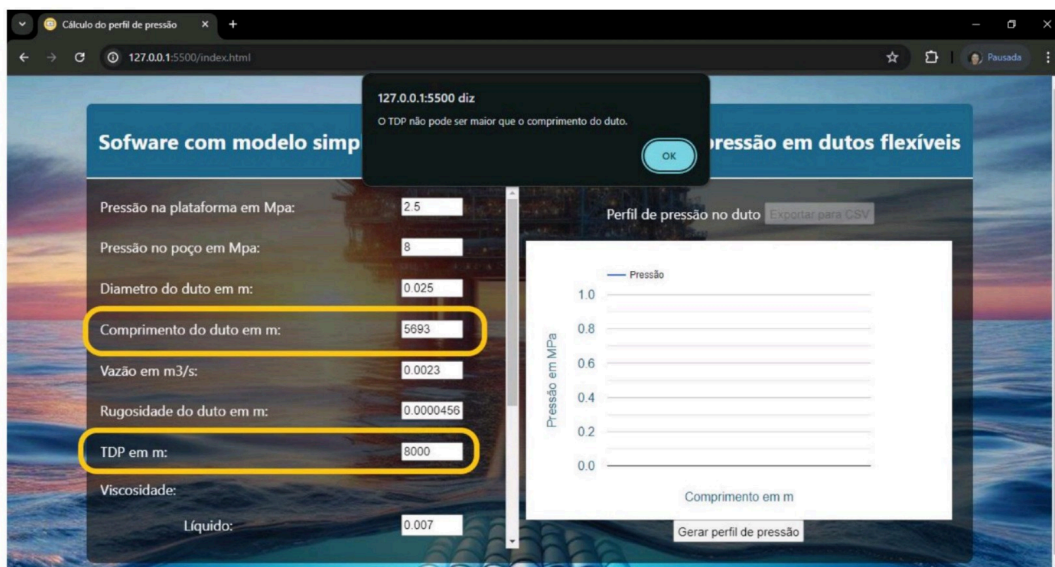 Cálculo do perfil de pressão
127.0.0.1:5500/index.html
Pausada
127.0.0.1:5500 diz
O TDP não pode ser maior que o comprimento do duto.
OK
Sofware com modelo simp
ressão em dutos flexíveis
Pressão na plataforma em Mpa: 2.5
Pressão no poço em Mpa: 8
Diametro do duto em m: 0.025
Comprimento do duto em m: 5693
Vazão em m3/s: 0.0023
Rugosidade do duto em m: 0.0000456
TDP em m: 8000
Viscosidade:
Líquido: 0.007
Perfil de pressão no duto Exportar para CSV
Pressão
1.0
0.8
0.6
0.4
0.2
0.0
Pressão em MPa
Comprimento em m
Gerar perfil de pressão